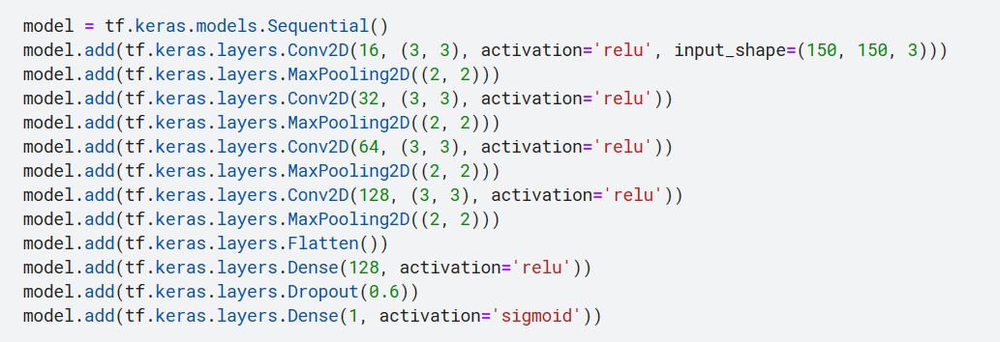 model = tf.keras.models.Sequential()
model.add(tf.keras.layers.Conv2D(16, (3, 3), activation='relu', input_shape=(150, 150, 3)))
model.add(tf.keras.layers.MaxPooling2D((2, 2)))
model.add(tf.keras.layers.Conv2D(32, (3, 3), activation='relu'))
model.add(tf.keras.layers.MaxPooling2D((2, 2)))
model.add(tf.keras.layers.Conv2D(64, (3, 3), activation='relu'))
model.add(tf.keras.layers.MaxPooling2D((2, 2)))
model.add(tf.keras.layers.Conv2D(128, (3, 3), activation='relu'))
model.add(tf.keras.layers.MaxPooling2D((2, 2)))
model.add(tf.keras.layers.Flatten())
model.add(tf.keras.layers.Dense(128, activation='relu'))
model.add(tf.keras.layers.Dropout(0.6))
model.add(tf.keras.layers.Dense(1, activation='sigmoid'))